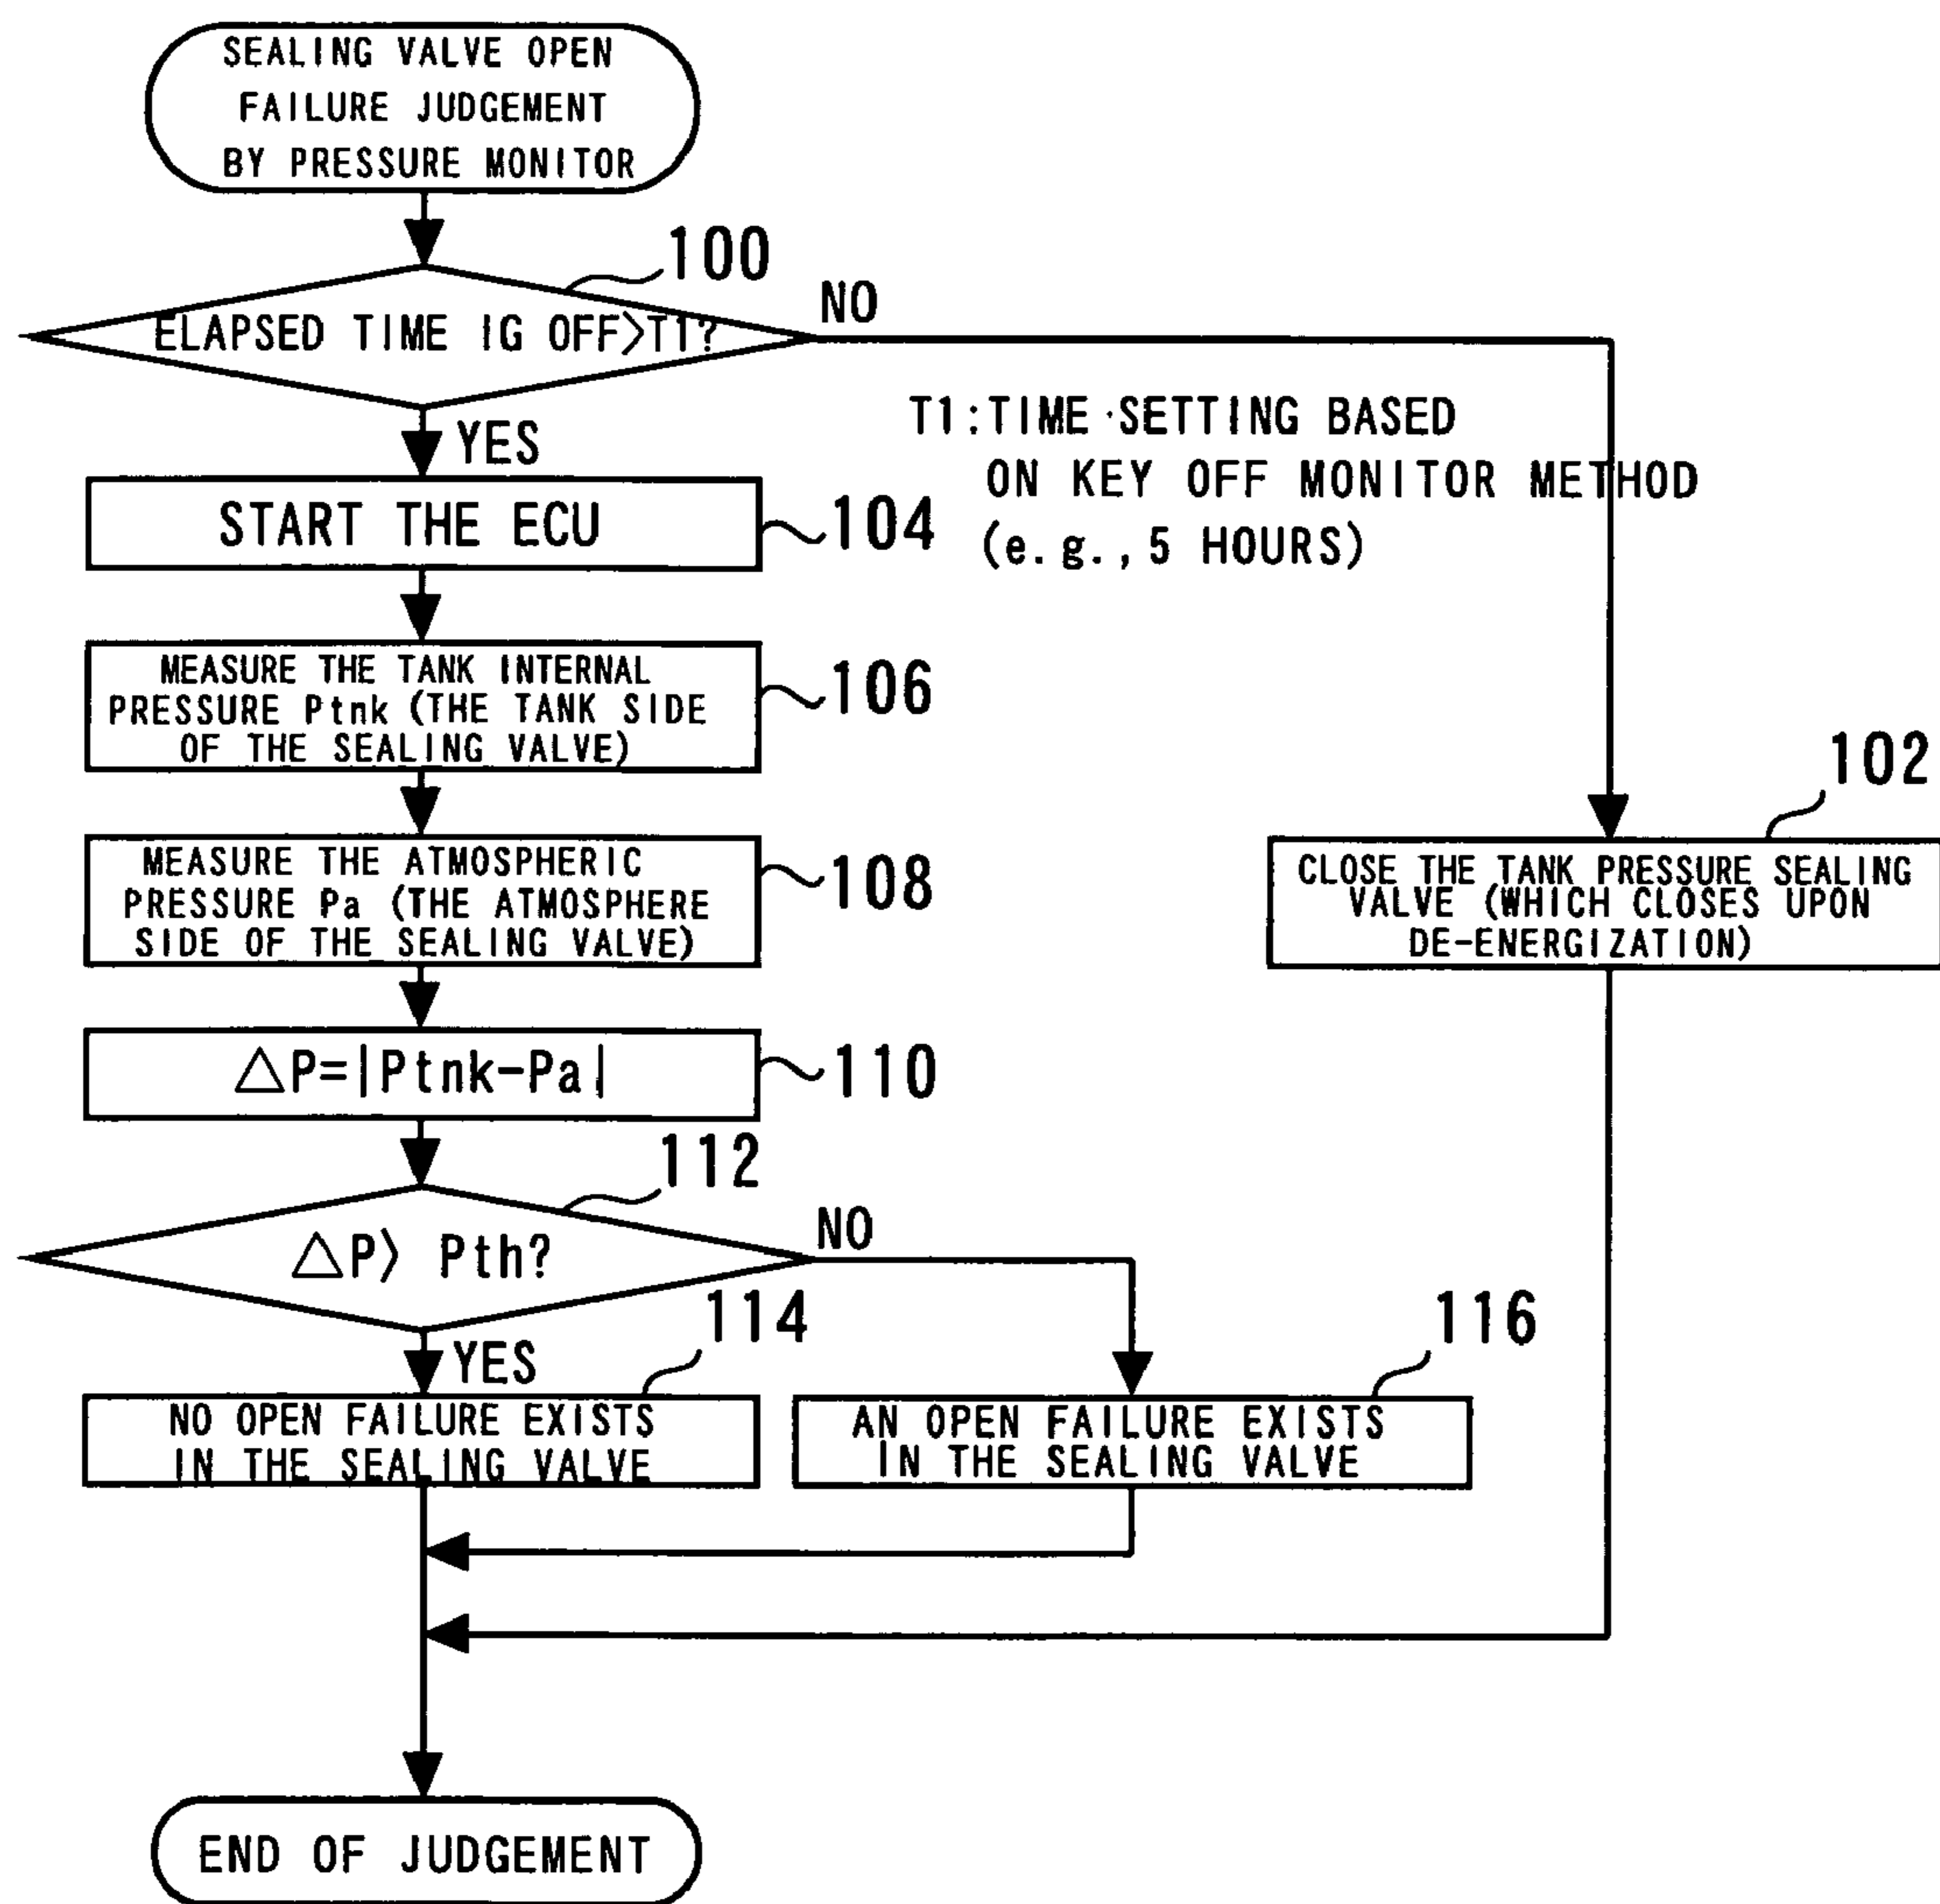 SEALING VALVE OPEN
FAILURE JUDGEMENT
BY PRESSURE MONITOR
100
ELAPSED TIME IG OFF>T1?
NO
YES
T1:TIME SETTING BASED
ON KEY OFF MONITOR METHOD
(e.g.,5 HOURS)
START THE ECU
104
MEASURE THE TANK INTERNAL
PRESSURE Ptnk (THE TANK SIDE
OF THE SEALING VALVE)
106
102
CLOSE THE TANK PRESSURE SEALING
VALVE (WHICH CLOSES UPON
DE-ENERGIZATION)
MEASURE THE ATMOSPHERIC
PRESSURE Pa (THE ATMOSPHERE
SIDE OF THE SEALING VALVE)
108
△P=|Ptnk-Pa|
110
112
△P> Pth?
NO
YES
114
116
NO OPEN FAILURE EXISTS
IN THE SEALING VALVE
AN OPEN FAILURE EXISTS
IN THE SEALING VALVE
END OF JUDGEMENT